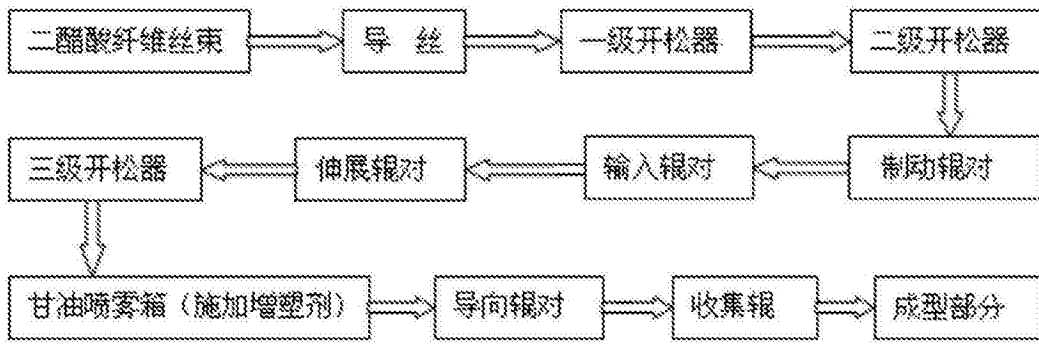 二醋酸纤维丝束 导 丝 一级开松器 二级开松器
三级开松器 伸展辊对 输入辊对 制动辊对
甘油喷雾箱（施加增塑剂） 导向辊对 收集辊 成型部分